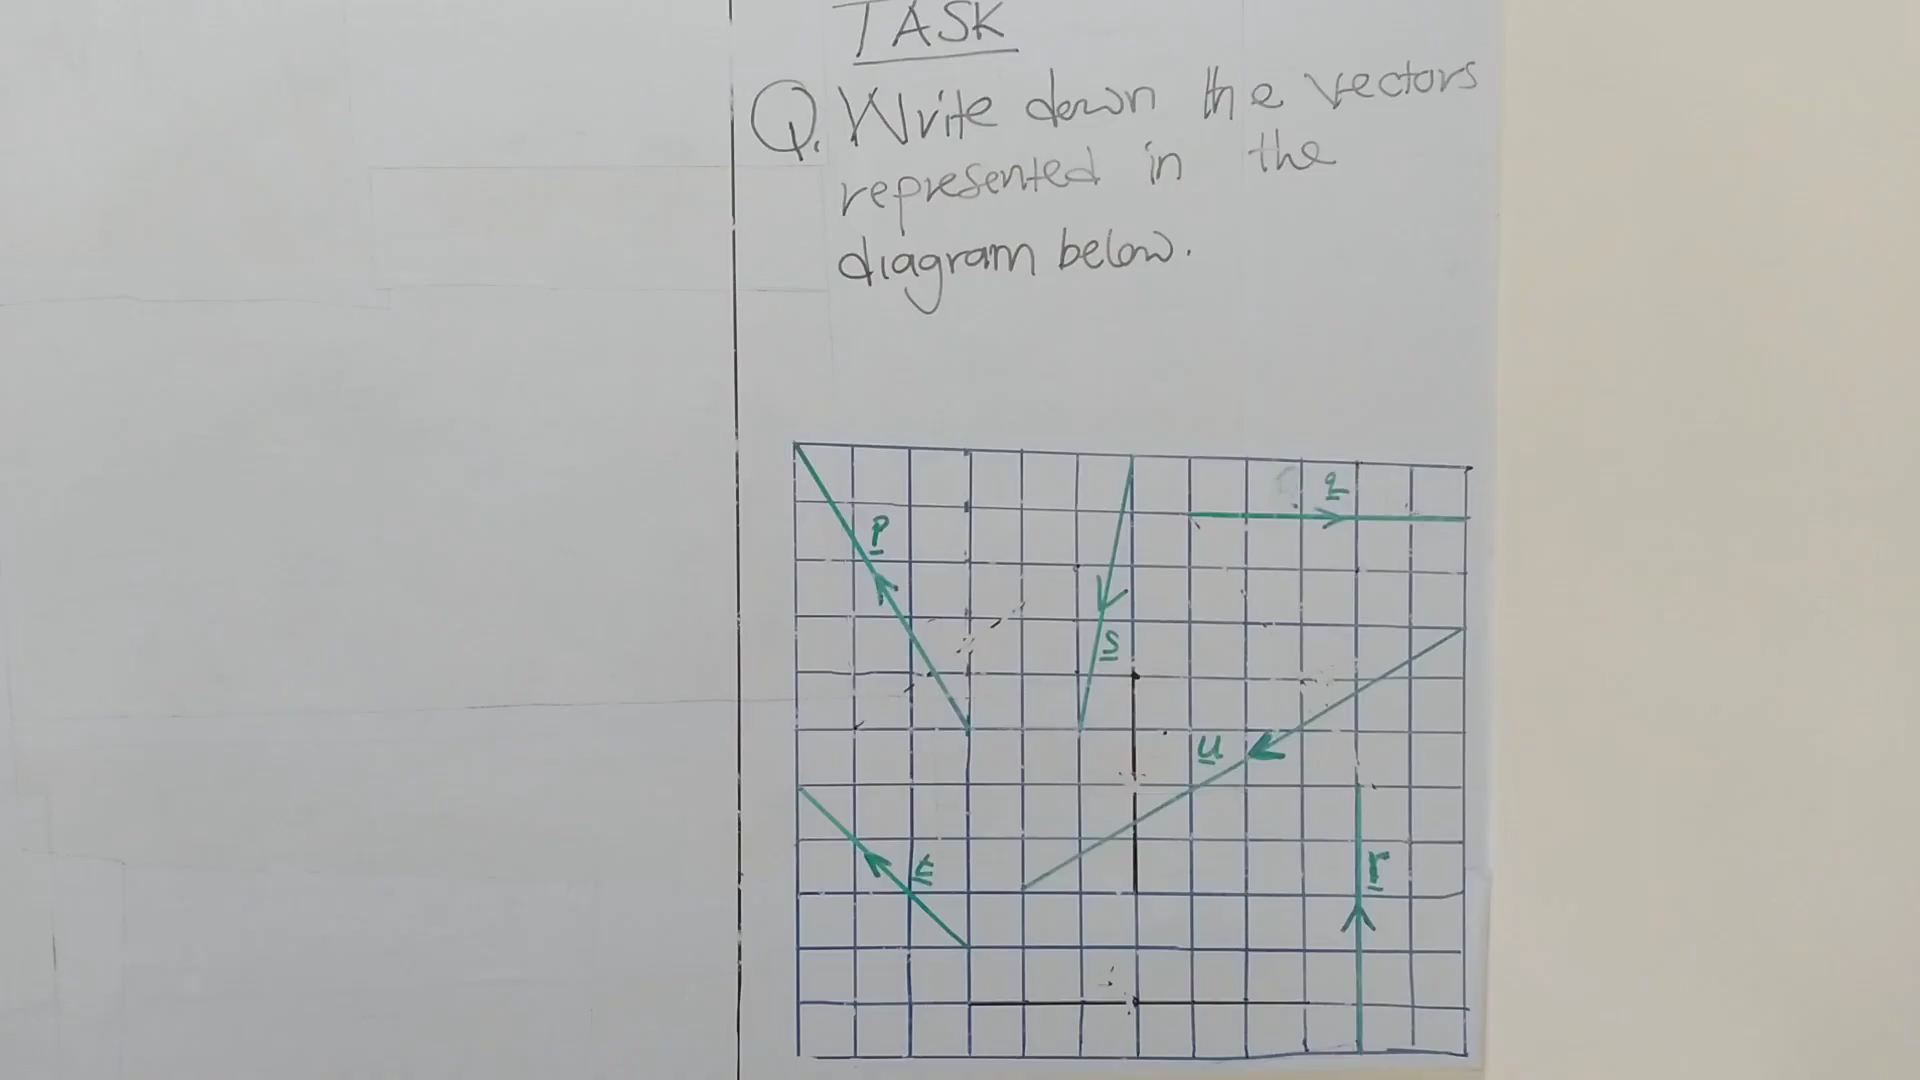 TASK
Q. Write down the vectors
represented in the
diagram below.
q
p
s
u
t
r